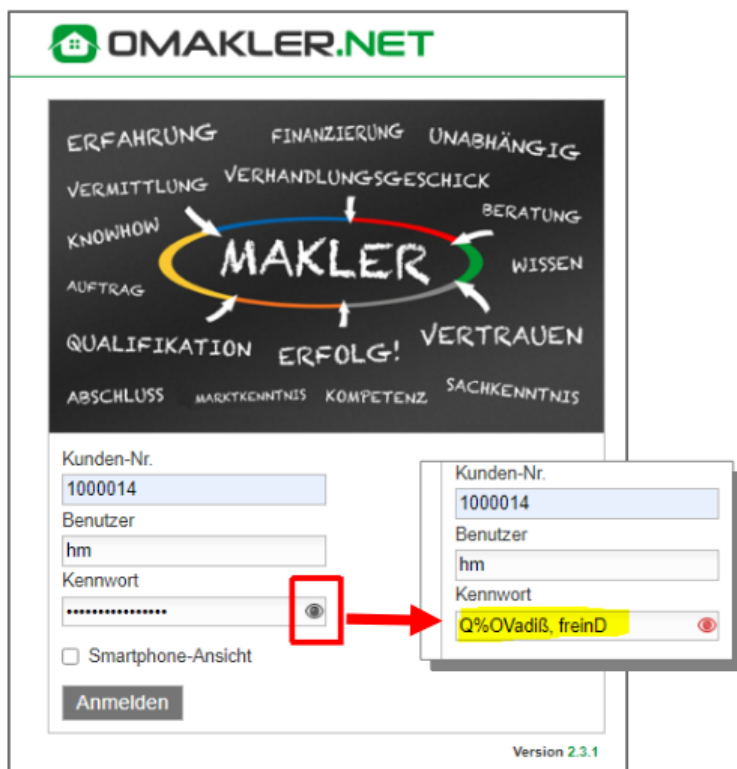 OMAKLER.NET
ERFAHRUNG FINANZIERUNG UNABHÄNGIG
VERMITTLUNG VERHANDLUNGSGESCHICK
KNOWHOW BERATUNG
MAKLER WISSEN
AUFTRAG
QUALIFIKATION ERFOLG! VERTRAUEN
ABSCHLUSS MARKTKENNTNIS KOMPETENZ SACHKENNTNIS
Kunden-Nr.
1000014
Benutzer
hm
Kennwort
••••••••••••••••
Smartphone-Ansicht
Anmelden
Kunden-Nr.
1000014
Benutzer
hm
Kennwort
Q%OVadiß, freinD
Version 2.3.1